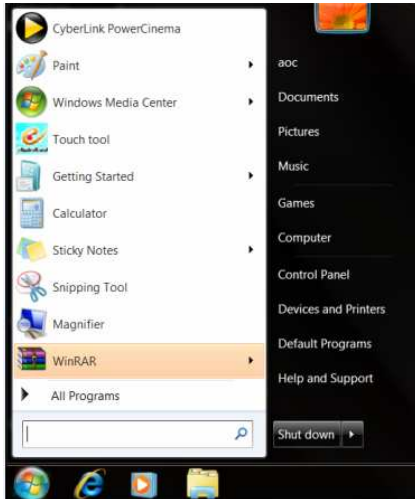 CyberLink PowerCinema
Paint
Windows Media Center
Touch tool
Getting Started
Calculator
Sticky Notes
Snipping Tool
Magnifier
WinRAR
All Programs
aoc
Documents
Pictures
Music
Games
Computer
Control Panel
Devices and Printers
Default Programs
Help and Support
Shut down